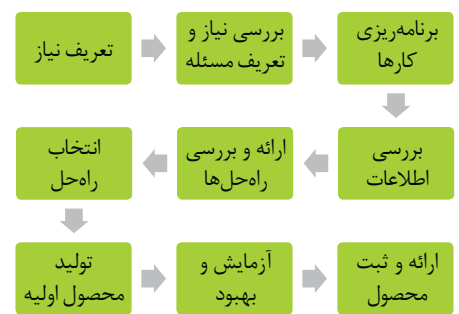 تعریف نیاز
بررسی نیاز و
تعریف مسئله
برنامه‌ریزی
کارها
بررسی
اطلاعات
ارائه و بررسی
راه‌حل‌ها
انتخاب
راه‌حل
تولید
محصول اولیه
آزمایش و
بهبود
ارائه و ثبت
محصول